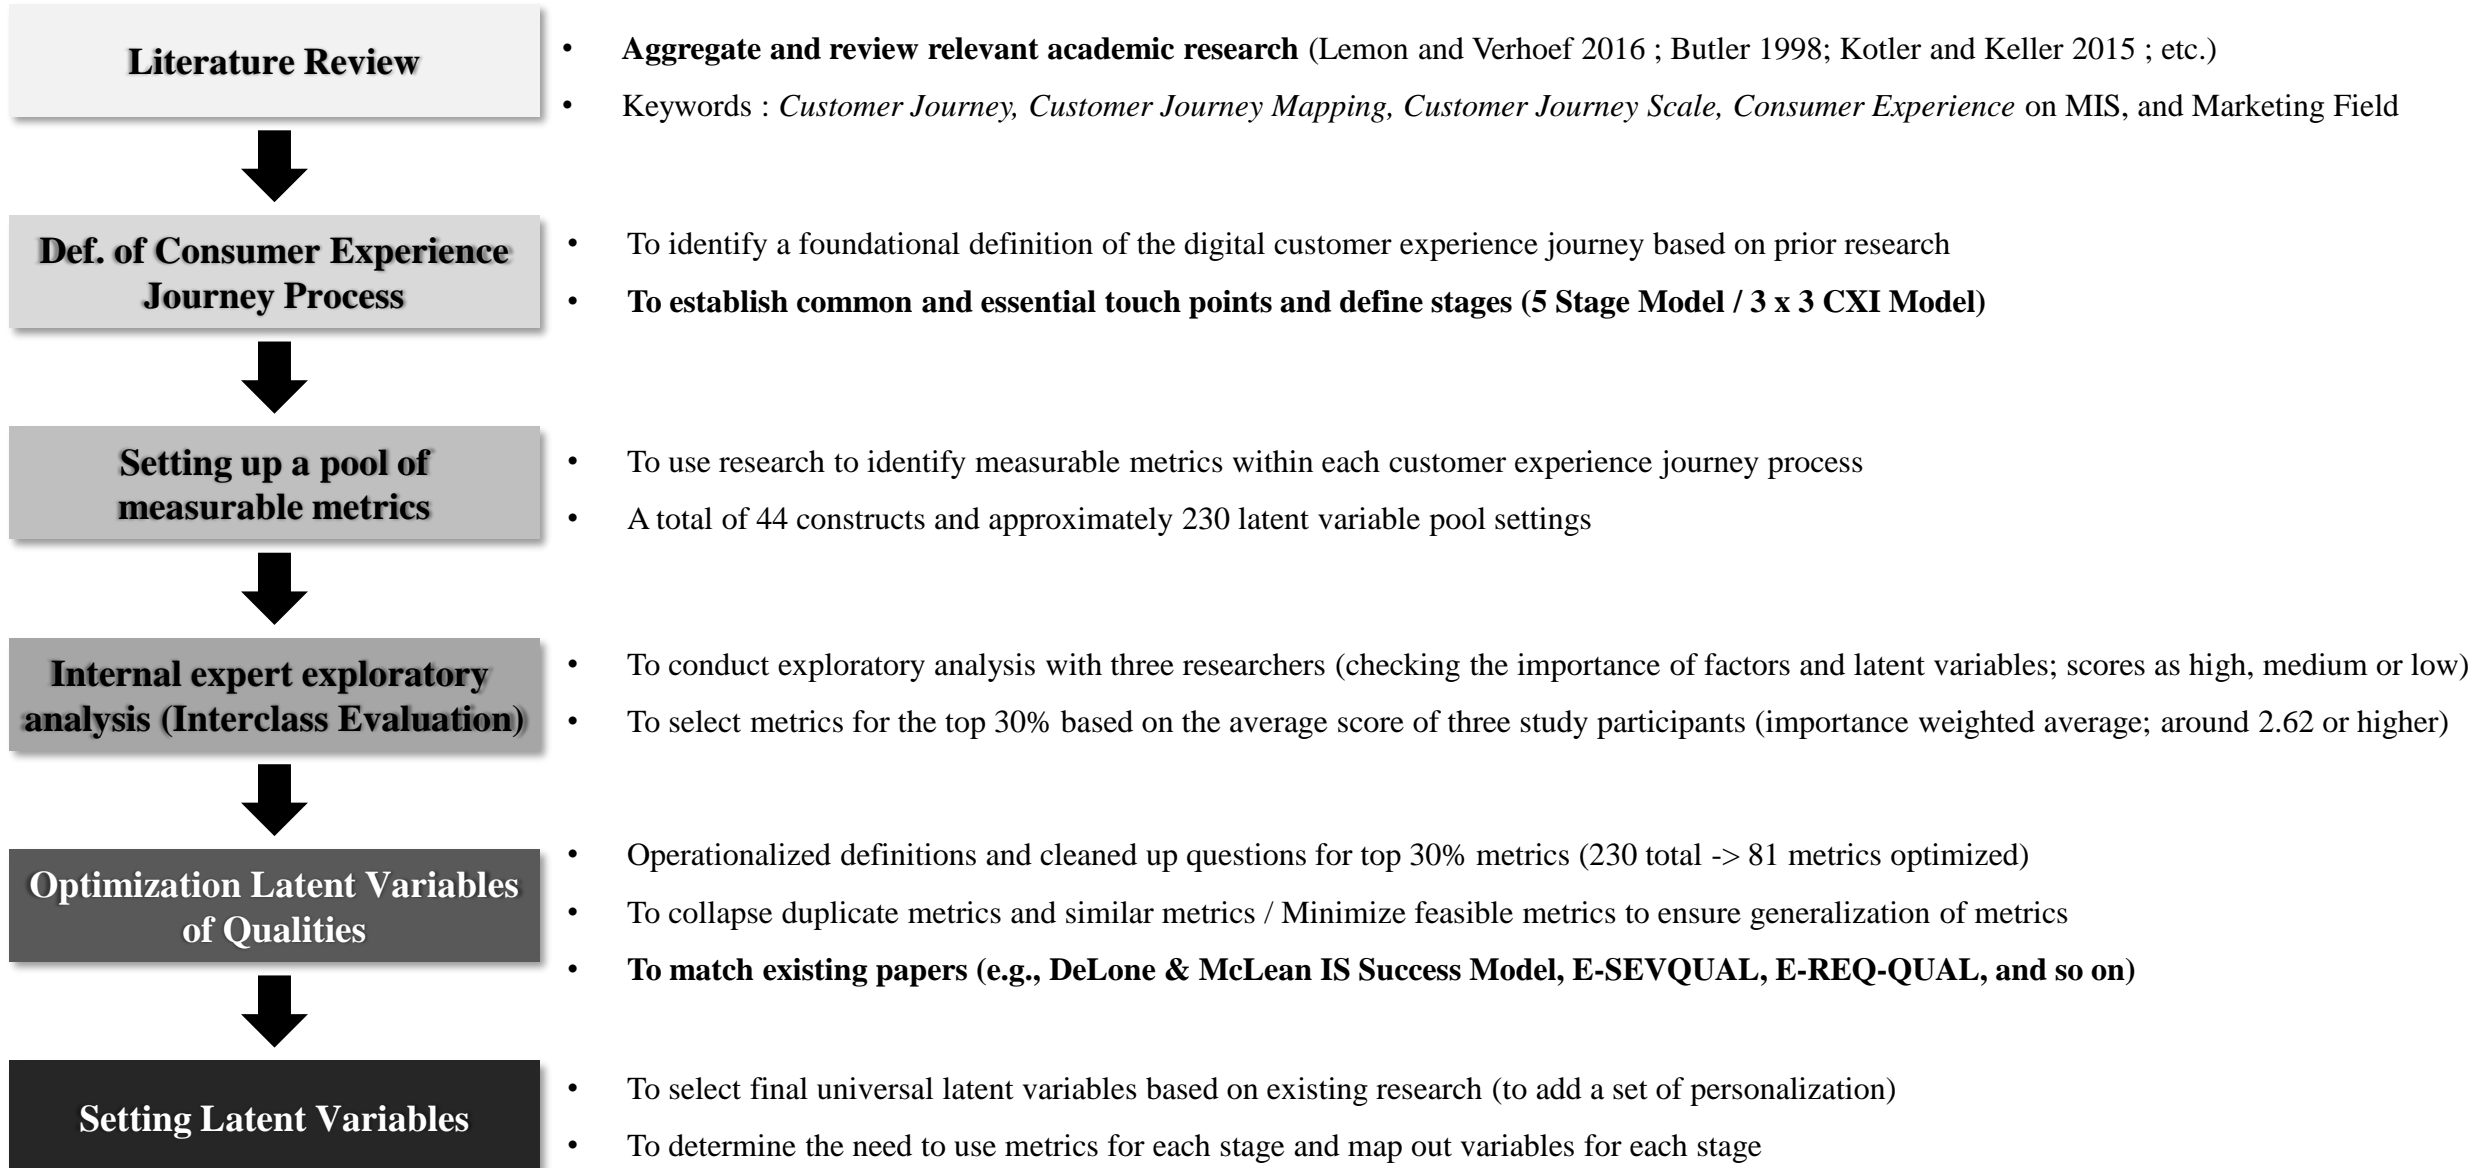 Literature Review
• Aggregate and review relevant academic research (Lemon and Verhoef 2016 ; Butler 1998; Kotler and Keller 2015 ; etc.)
• Keywords : Customer Journey, Customer Journey Mapping, Customer Journey Scale, Consumer Experience on MIS, and Marketing Field
Def. of Consumer Experience
Journey Process
• To identify a foundational definition of the digital customer experience journey based on prior research
• To establish common and essential touch points and define stages (5 Stage Model / 3 x 3 CXI Model)
Setting up a pool of
measurable metrics
• To use research to identify measurable metrics within each customer experience journey process
• A total of 44 constructs and approximately 230 latent variable pool settings
Internal expert exploratory
analysis (Interclass Evaluation)
• To conduct exploratory analysis with three researchers (checking the importance of factors and latent variables; scores as high, medium or low)
• To select metrics for the top 30% based on the average score of three study participants (importance weighted average; around 2.62 or higher)
Optimization Latent Variables
of Qualities
• Operationalized definitions and cleaned up questions for top 30% metrics (230 total -> 81 metrics optimized)
• To collapse duplicate metrics and similar metrics / Minimize feasible metrics to ensure generalization of metrics
• To match existing papers (e.g., DeLone & McLean IS Success Model, E-SEVQUAL, E-REQ-QUAL, and so on)
Setting Latent Variables
• To select final universal latent variables based on existing research (to add a set of personalization)
• To determine the need to use metrics for each stage and map out variables for each stage